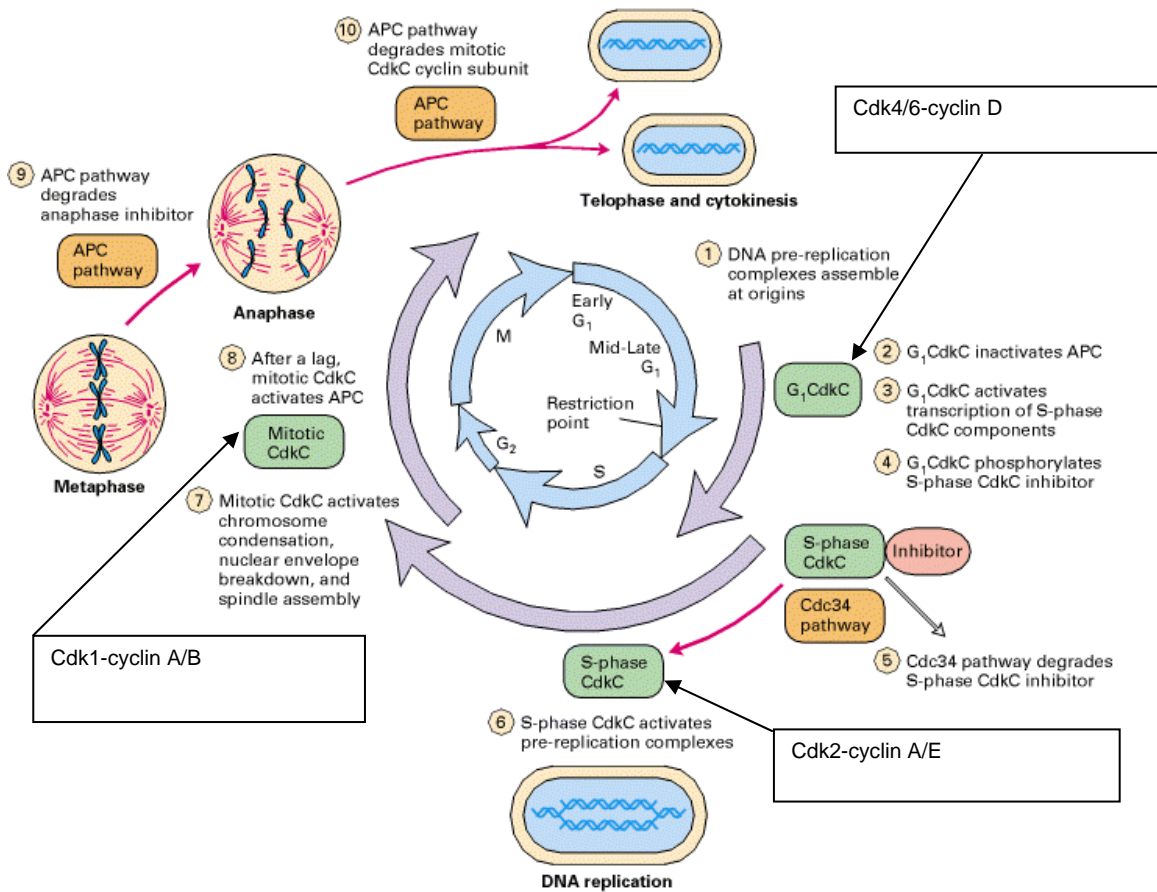 10 APC pathway
degrades mitotic
CdkC cyclin subunit
APC
pathway
Cdk4/6-cyclin D
9 APC pathway
degrades
anaphase inhibitor
APC
pathway
Telophase and cytokinesis
Anaphase
1 DNA pre-replication
complexes assemble
at origins
M
Early
G₁
Mid-Late
G₁
Restriction
point
G₂
S
G₁CdkC
2 G₁CdkC inactivates APC
3 G₁CdkC activates
transcription of S-phase
CdkC components
4 G₁CdkC phosphorylates
S-phase CdkC inhibitor
8 After a lag,
mitotic CdkC
activates APC
Mitotic
CdkC
Metaphase
7 Mitotic CdkC activates
chromosome
condensation,
nuclear envelope
breakdown, and
spindle assembly
S-phase
CdkC
Inhibitor
Cdc34
pathway
5 Cdc34 pathway degrades
S-phase CdkC inhibitor
Cdk1-cyclin A/B
S-phase
CdkC
6 S-phase CdkC activates
pre-replication complexes
Cdk2-cyclin A/E
DNA replication